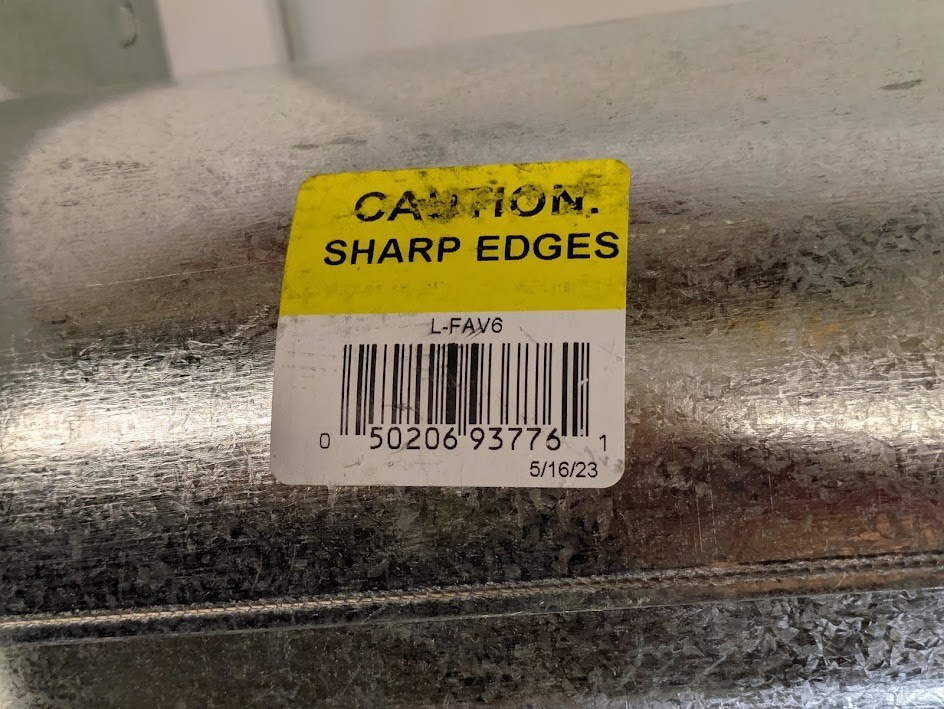 CAUTION.
SHARP EDGES
L-FAV6
0 50206 93776 1
5/16/23